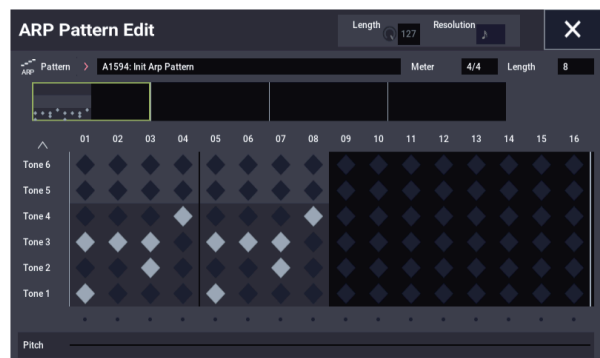 ARP Pattern Edit
Length 127 Resolution
ARP Pattern > A1594: Init Arp Pattern Meter 4/4 Length 8
01 02 03 04 05 06 07 08 09 10 11 12 13 14 15 16
Tone 6
Tone 5
Tone 4
Tone 3
Tone 2
Tone 1
Pitch